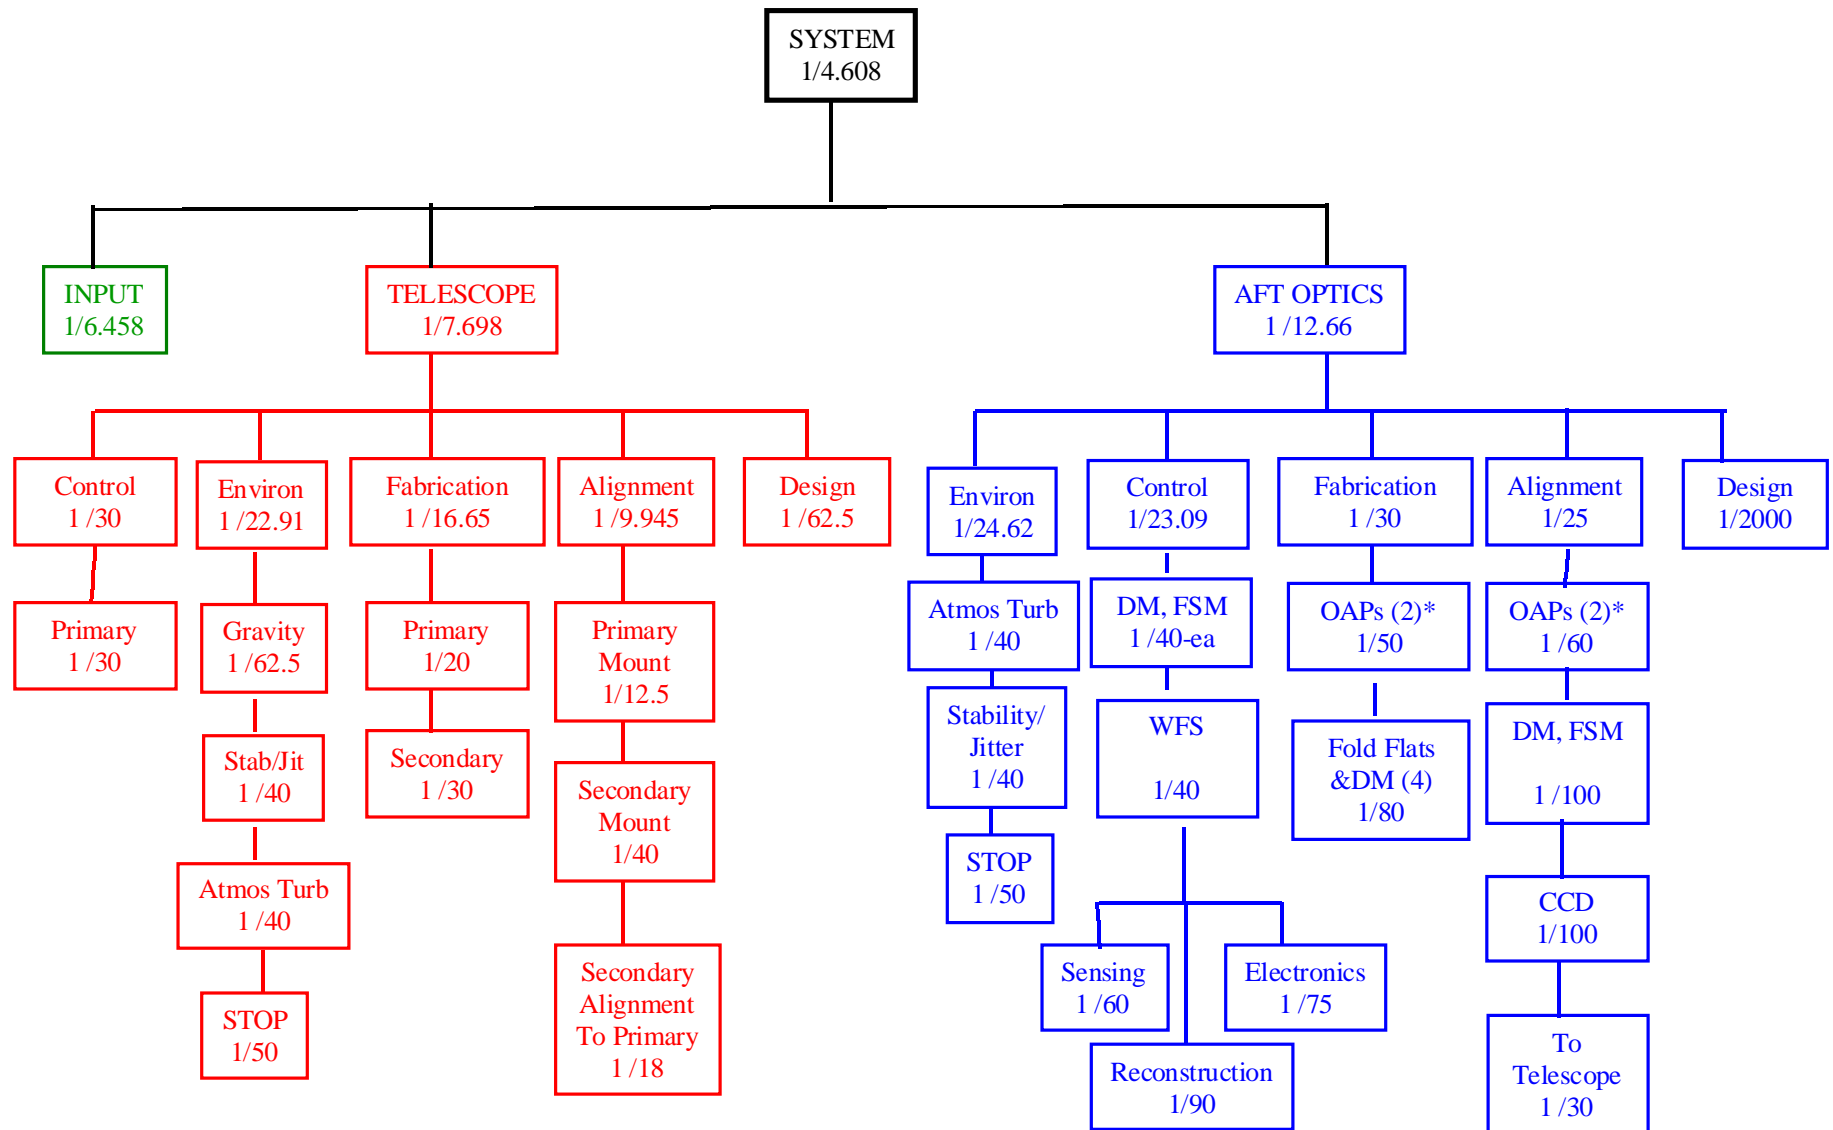 SYSTEM
1/4.608
INPUT
1/6.458
TELESCOPE
1/7.698
AFT OPTICS
1 /12.66
Control
1 /30
Environ
1 /22.91
Fabrication
1 /16.65
Alignment
1 /9.945
Design
1 /62.5
Environ
1/24.62
Control
1/23.09
Fabrication
1 /30
Alignment
1/25
Design
1/2000
Primary
1 /30
Gravity
1 /62.5
Stab/Jit
1 /40
Atmos Turb
1 /40
STOP
1/50
Primary
1/20
Secondary
1 /30
Primary
Mount
1/12.5
Secondary
Mount
1/40
Secondary
Alignment
To Primary
1 /18
Atmos Turb
1 /40
Stability/
Jitter
1 /40
STOP
1 /50
DM, FSM
1 /40-ea
WFS
1/40
Sensing
1 /60
Reconstruction
1/90
Electronics
1 /75
OAPs (2)*
1/50
Fold Flats
&DM (4)
1/80
OAPs (2)*
1 /60
DM, FSM
1 /100
CCD
1/100
To
Telescope
1 /30